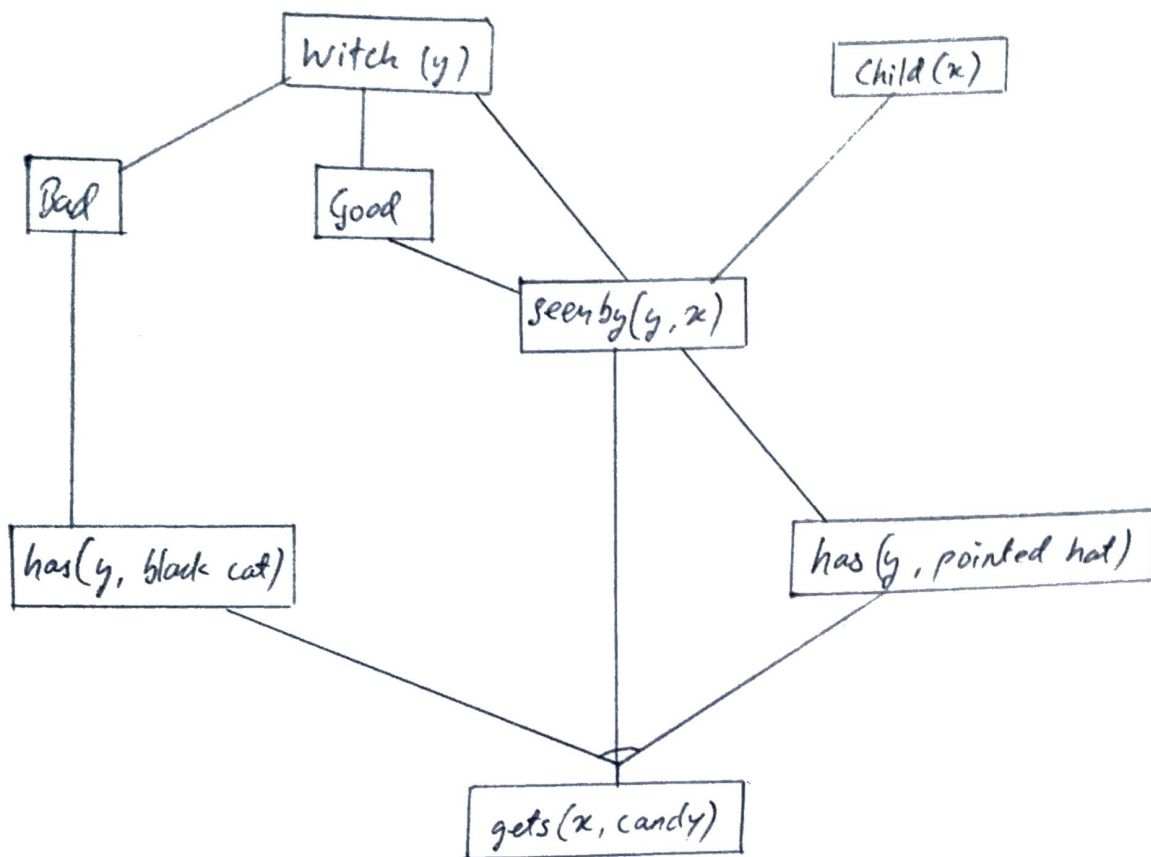 Witch (y)
Child (x)
Bad
Good
seenby(y, x)
has(y, black cat)
has(y, pointed hat)
gets(x, candy)